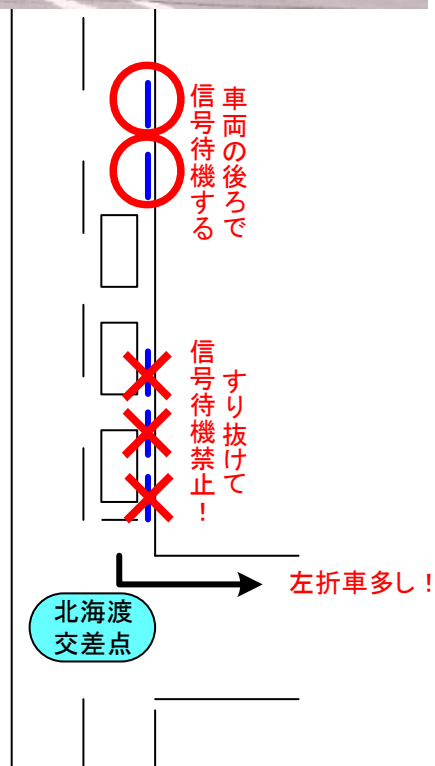 車両の後ろで
信号待機する
すり抜けて
信号待機禁止!
左折車多し!
北海渡
交差点